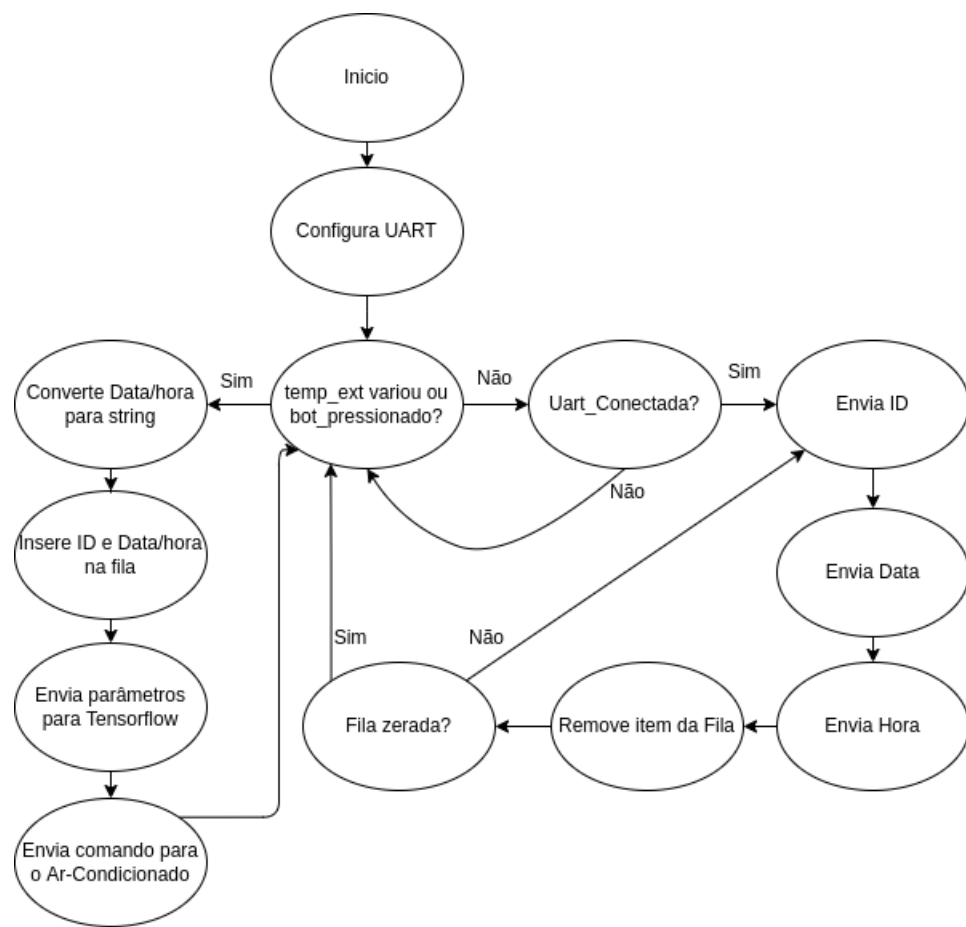 Inicio
Configura UART
temp_ext variou ou
bot_pressionado?
Sim
Converte Data/hora
para string
Insere ID e Data/hora
na fila
Envia parâmetros
para Tensorflow
Envia comando para
o Ar-Condicionado
Não
Uart_Conectada?
Não
Sim
Envia ID
Envia Data
Envia Hora
Remove item da Fila
Fila zerada?
Sim
Não